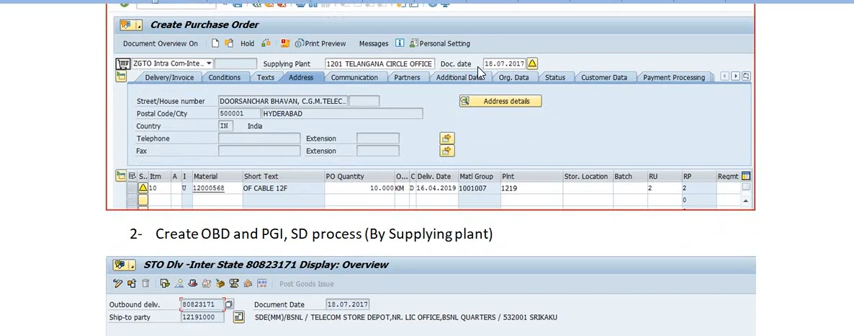 Create Purchase Order
Document Overview On Hold Print Preview Messages Personal Setting
ZGTO Intra Com-Inte... Supplying Plant 1201 TELANGANA CIRCLE OFFICE Doc. date 18.07.2017
Delivery/Invoice Conditions Texts Address Communication Partners Additional Data Org. Data Status Customer Data Payment Processing
Street/House number DOORSANCHAR BHAVAN, C.G.M.TELEC... Address details
Postal Code/City 500001 HYDERABAD
Country IN India
Telephone Extension
Fax Extension
S.. Itm A I Material Short Text PO Quantity O... C Deliv. Date Matl Group Plnt Stor. Location Batch RU RP Reqmt
10 U 12000568 OF CABLE 12F 10.000 KM D 16.04.2019 1001007 1219 2 2
0
2- Create OBD and PGI, SD process (By Supplying plant)
STO Dlv -Inter State 80823171 Display: Overview
Post Goods Issue
Outbound deliv. 80823171 Document Date 18.07.2017
Ship-to party 12191000 SDE(MM)/BSNL / TELECOM STORE DEPOT,NR. LIC OFFICE,BSNL QUARTERS / 532001 SRIKAKU